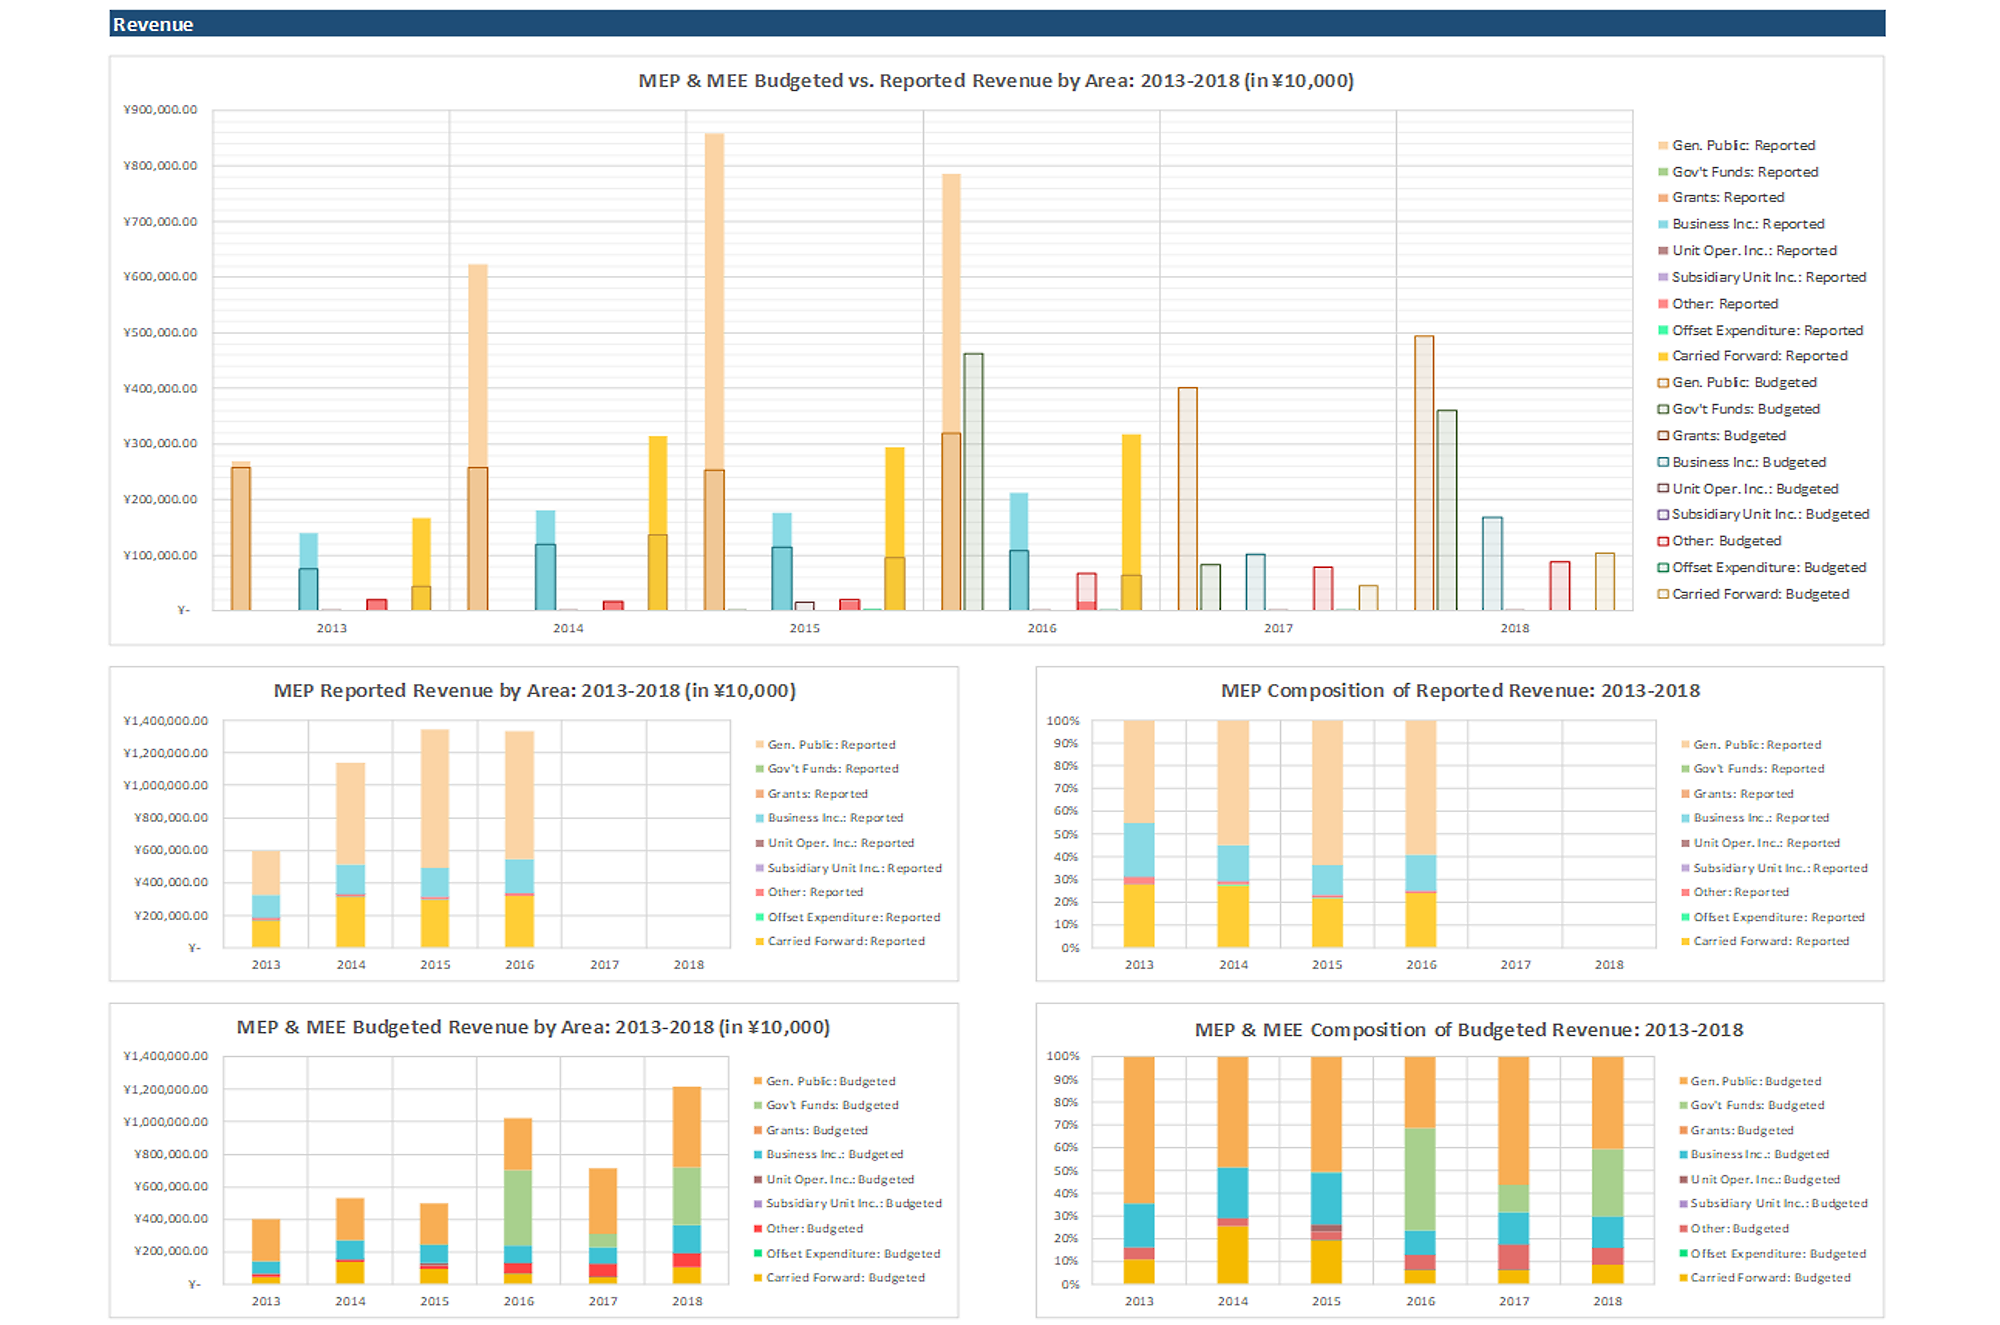 Revenue
MEP & MEE Budgeted vs. Reported Revenue by Area: 2013-2018 (in ¥10,000)
¥900,000.00
¥800,000.00
¥700,000.00
¥600,000.00
¥500,000.00
¥400,000.00
¥300,000.00
¥200,000.00
¥100,000.00
¥-
2013 2014 2015 2016 2017 2018
Gen. Public: Reported
Gov't Funds: Reported
Grants: Reported
Business Inc.: Reported
Unit Oper. Inc.: Reported
Subsidiary Unit Inc.: Reported
Other: Reported
Offset Expenditure: Reported
Carried Forward: Reported
Gen. Public: Budgeted
Gov't Funds: Budgeted
Grants: Budgeted
Business Inc.: Budgeted
Unit Oper. Inc.: Budgeted
Subsidiary Unit Inc.: Budgeted
Other: Budgeted
Offset Expenditure: Budgeted
Carried Forward: Budgeted
MEP Reported Revenue by Area: 2013-2018 (in ¥10,000)
¥1,400,000.00
¥1,200,000.00
¥1,000,000.00
¥800,000.00
¥600,000.00
¥400,000.00
¥200,000.00
¥-
2013 2014 2015 2016 2017 2018
Gen. Public: Reported
Gov't Funds: Reported
Grants: Reported
Business Inc.: Reported
Unit Oper. Inc.: Reported
Subsidiary Unit Inc.: Reported
Other: Reported
Offset Expenditure: Reported
Carried Forward: Reported
MEP Composition of Reported Revenue: 2013-2018
100%
90%
80%
70%
60%
50%
40%
30%
20%
10%
0%
2013 2014 2015 2016 2017 2018
Gen. Public: Reported
Gov't Funds: Reported
Grants: Reported
Business Inc.: Reported
Unit Oper. Inc.: Reported
Subsidiary Unit Inc.: Reported
Other: Reported
Offset Expenditure: Reported
Carried Forward: Reported
MEP & MEE Budgeted Revenue by Area: 2013-2018 (in ¥10,000)
¥1,400,000.00
¥1,200,000.00
¥1,000,000.00
¥800,000.00
¥600,000.00
¥400,000.00
¥200,000.00
¥-
2013 2014 2015 2016 2017 2018
Gen. Public: Budgeted
Gov't Funds: Budgeted
Grants: Budgeted
Business Inc.: Budgeted
Unit Oper. Inc.: Budgeted
Subsidiary Unit Inc.: Budgeted
Other: Budgeted
Offset Expenditure: Budgeted
Carried Forward: Budgeted
MEP & MEE Composition of Budgeted Revenue: 2013-2018
100%
90%
80%
70%
60%
50%
40%
30%
20%
10%
0%
2013 2014 2015 2016 2017 2018
Gen. Public: Budgeted
Gov't Funds: Budgeted
Grants: Budgeted
Business Inc.: Budgeted
Unit Oper. Inc.: Budgeted
Subsidiary Unit Inc.: Budgeted
Other: Budgeted
Offset Expenditure: Budgeted
Carried Forward: Budgeted